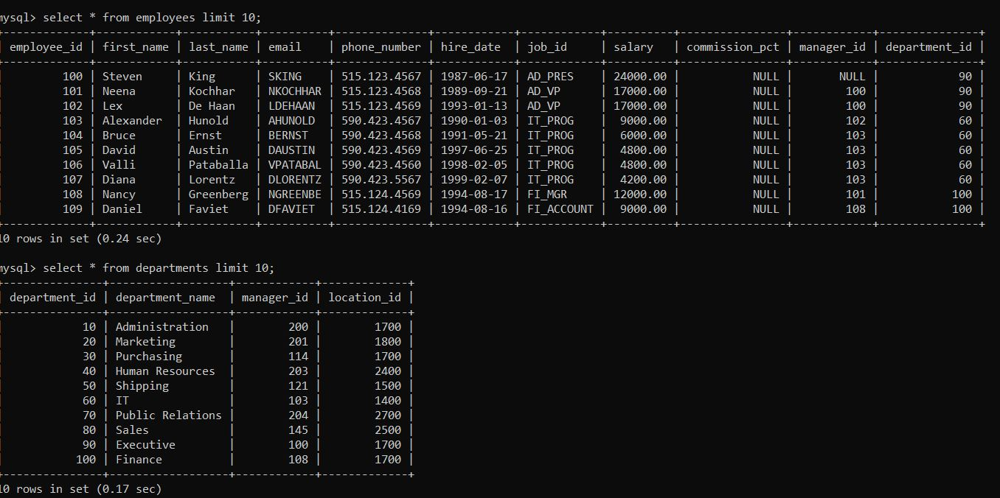 mysql> select * from employees limit 10;
+-------------+------------+-----------+----------+--------------+------------+------------+----------+----------------+------------+---------------+
| employee_id | first_name | last_name | email    | phone_number | hire_date  | job_id     | salary   | commission_pct | manager_id | department_id |
+-------------+------------+-----------+----------+--------------+------------+------------+----------+----------------+------------+---------------+
|         100 | Steven     | King      | SKING    | 515.123.4567 | 1987-06-17 | AD_PRES    | 24000.00 |           NULL |       NULL |            90 |
|         101 | Neena      | Kochhar   | NKOCHHAR | 515.123.4568 | 1989-09-21 | AD_VP      | 17000.00 |           NULL |        100 |            90 |
|         102 | Lex        | De Haan   | LDEHAAN  | 515.123.4569 | 1993-01-13 | AD_VP      | 17000.00 |           NULL |        100 |            90 |
|         103 | Alexander  | Hunold    | AHUNOLD  | 590.423.4567 | 1990-01-03 | IT_PROG    |  9000.00 |           NULL |        102 |            60 |
|         104 | Bruce      | Ernst     | BERNST   | 590.423.4568 | 1991-05-21 | IT_PROG    |  6000.00 |           NULL |        103 |            60 |
|         105 | David      | Austin    | DAUSTIN  | 590.423.4569 | 1997-06-25 | IT_PROG    |  4800.00 |           NULL |        103 |            60 |
|         106 | Valli      | Pataballa | VPATABAL | 590.423.4560 | 1998-02-05 | IT_PROG    |  4800.00 |           NULL |        103 |            60 |
|         107 | Diana      | Lorentz   | DLORENTZ | 590.423.5567 | 1999-02-07 | IT_PROG    |  4200.00 |           NULL |        103 |            60 |
|         108 | Nancy      | Greenberg | NGREENBE | 515.124.4569 | 1994-08-17 | FI_MGR     | 12000.00 |           NULL |        101 |           100 |
|         109 | Daniel     | Faviet    | DFAVIET  | 515.124.4169 | 1994-08-16 | FI_ACCOUNT |  9000.00 |           NULL |        108 |           100 |
+-------------+------------+-----------+----------+--------------+------------+------------+----------+----------------+------------+---------------+
10 rows in set (0.24 sec)
mysql> select * from departments limit 10;
+---------------+------------------+------------+-------------+
| department_id | department_name  | manager_id | location_id |
+---------------+------------------+------------+-------------+
|            10 | Administration   |        200 |        1700 |
|            20 | Marketing        |        201 |        1800 |
|            30 | Purchasing       |        114 |        1700 |
|            40 | Human Resources  |        203 |        2400 |
|            50 | Shipping         |        121 |        1500 |
|            60 | IT               |        103 |        1400 |
|            70 | Public Relations |        204 |        2700 |
|            80 | Sales            |        145 |        2500 |
|            90 | Executive        |        100 |        1700 |
|           100 | Finance          |        108 |        1700 |
+---------------+------------------+------------+-------------+
10 rows in set (0.17 sec)